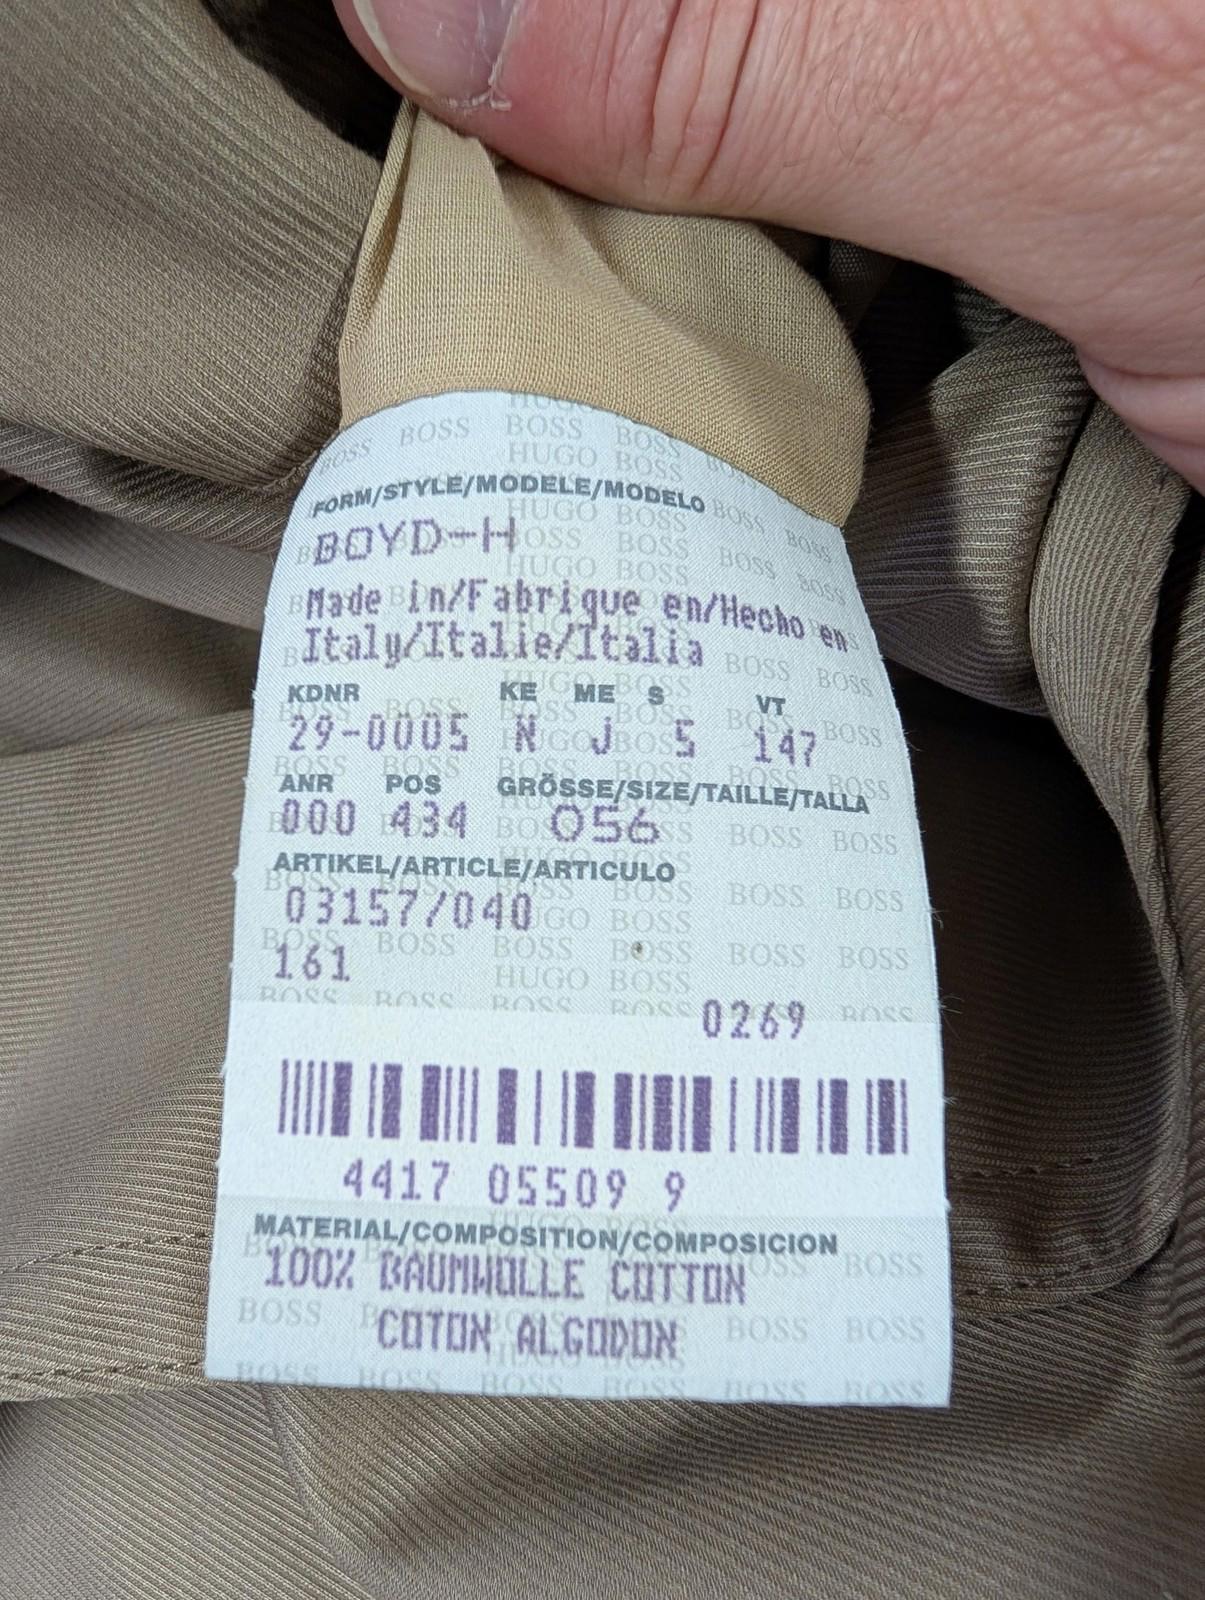 FORM/STYLE/MODELE/MODELO
BOYD-H
Made in/Fabrique en/Hecho en
Italy/Italie/Italia
KDNR KE ME S VT
29-0005 N J 5 147
ANR POS GRÖSSE/SIZE/TAILLE/TALLA
000 434 056
ARTIKEL/ARTICLE/ARTICULO
03157/040
161
HUGO BOSS
0269
4417 05509 9
MATERIAL/COMPOSITION/COMPOSICION
100% BAUMWOLLE COTTON
COTON ALGODON